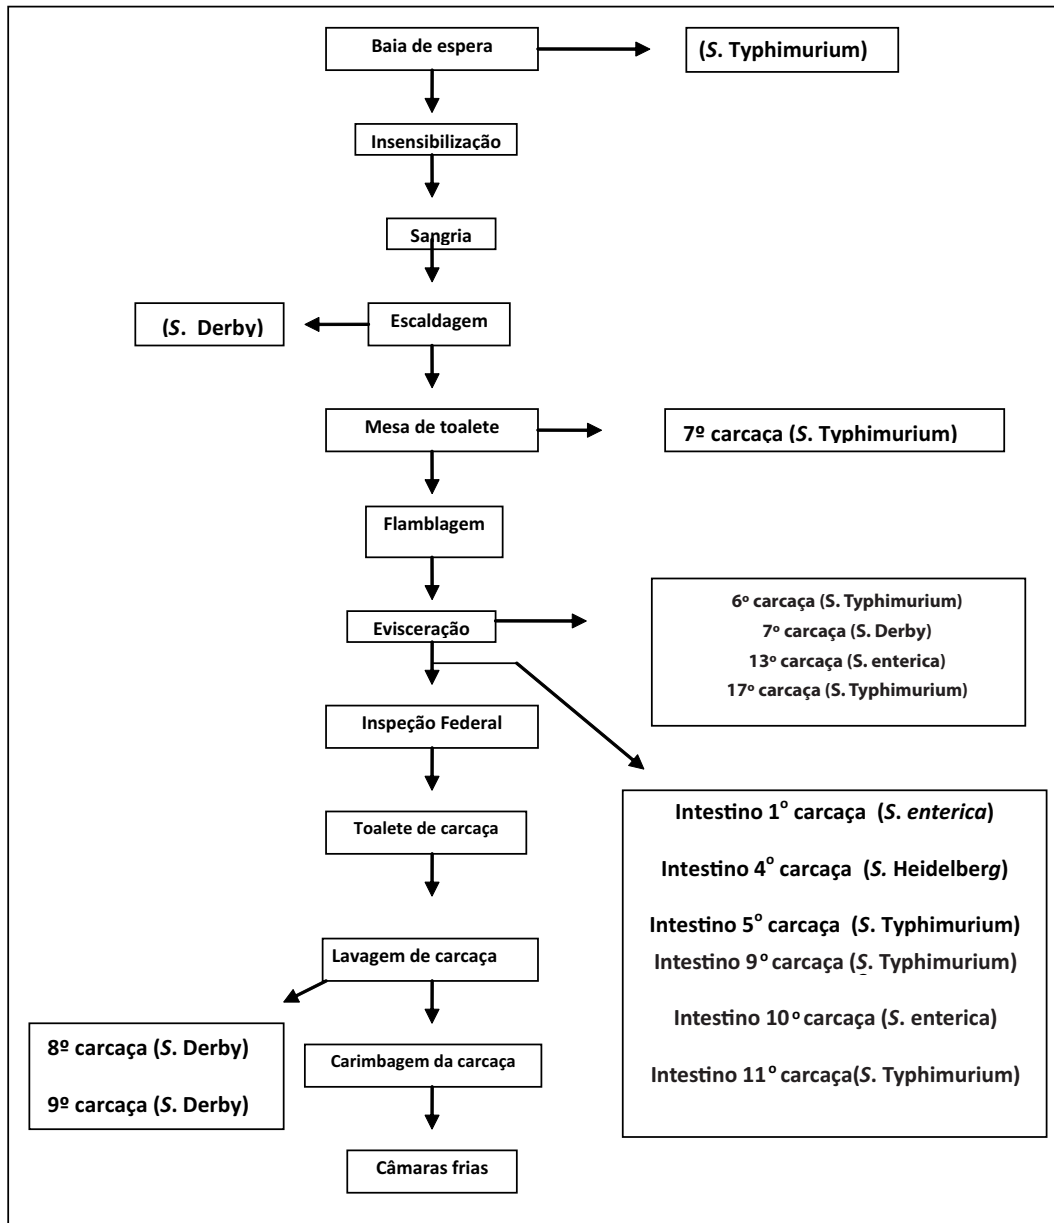 Baia de espera
(S. Typhimurium)
Insensibilização
Sangria
Escaldagem
(S. Derby)
Mesa de toalete
7º carcaça (S. Typhimurium)
Flamblagem
Evisceração
6º carcaça (S. Typhimurium)
7º carcaça (S. Derby)
13º carcaça (S. enterica)
17º carcaça (S. Typhimurium)
Inspeção Federal
Intestino 1º carcaça (S. enterica)
Intestino 4º carcaça (S. Heidelberg)
Intestino 5º carcaça (S. Typhimurium)
Intestino 9º carcaça (S. Typhimurium)
Intestino 10º carcaça (S. enterica)
Intestino 11º carcaça(S. Typhimurium)
Toalete de carcaça
Lavagem de carcaça
8º carcaça (S. Derby)
9º carcaça (S. Derby)
Carimbagem da carcaça
Câmaras frias